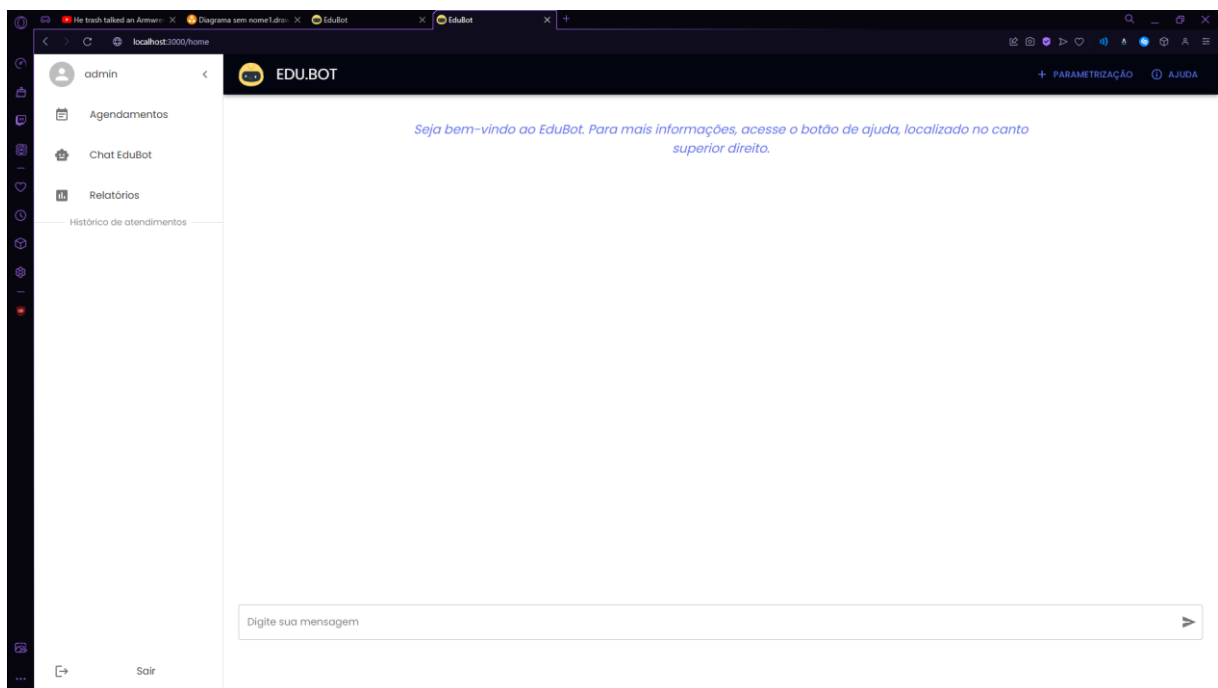 He trash talked an Armwre
Diagrama sem nome1.draw
EduBot
EduBot
localhost:3000/home
admin
EDU.BOT
+ PARAMETRIZAÇÃO
AJUDA
Agendamentos
Chat EduBot
Relatórios
Histórico de atendimentos
Seja bem-vindo ao EduBot. Para mais informações, acesse o botão de ajuda, localizado no canto
superior direito.
Digite sua mensagem
Sair